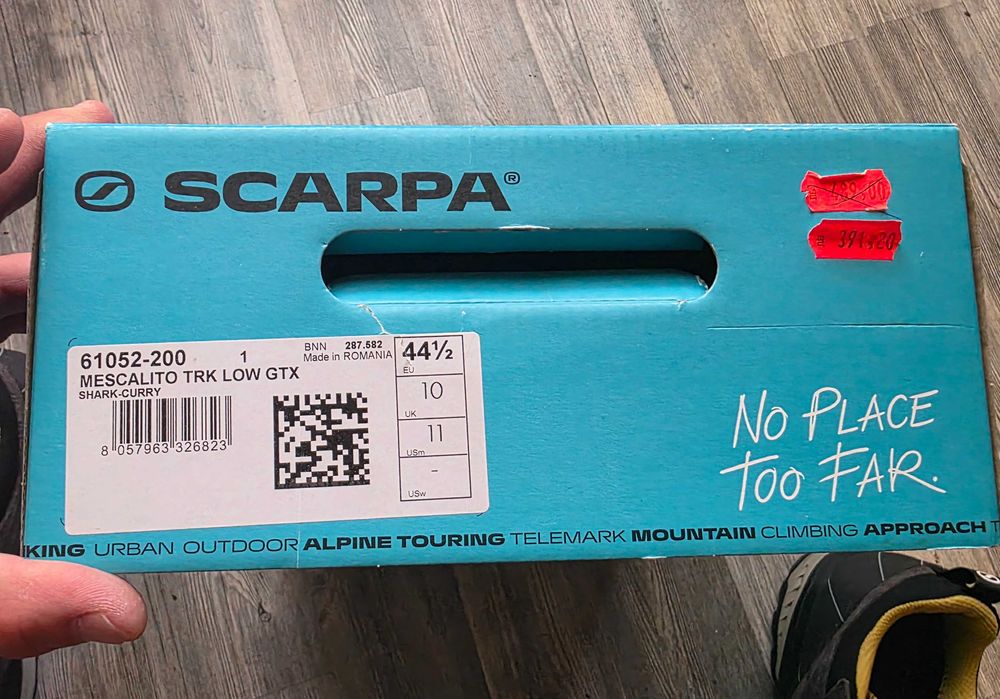 SCARPA®
489,00
391,20
61052-200 1
BNN 287.582
Made in ROMANIA
MESCALITO TRK LOW GTX
SHARK-CURRY
8 057963 326823
44½
EU
10
UK
11
USm
-
USw
NO PLACE
TOO FAR.
KING URBAN OUTDOOR ALPINE TOURING TELEMARK MOUNTAIN CLIMBING APPROACH T